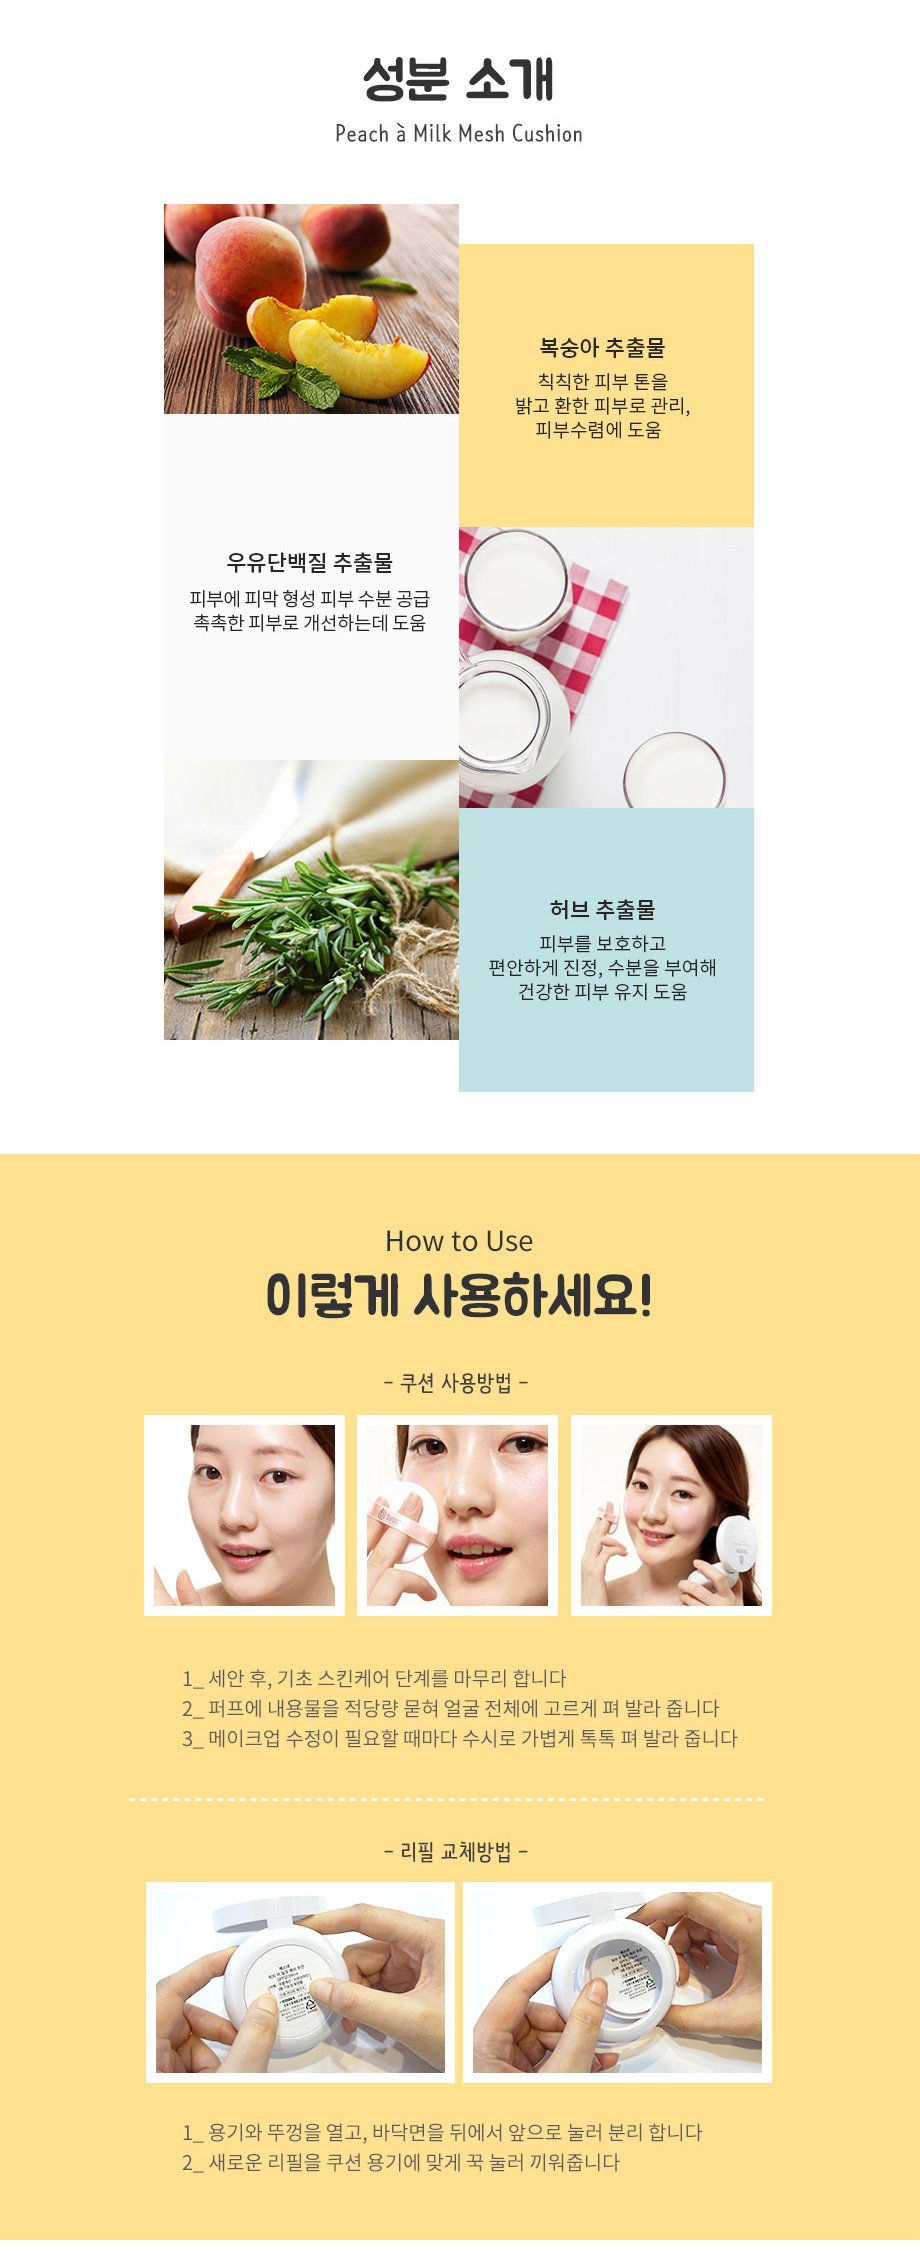 성분 소개
Peach à Milk Mesh Cushion
복숭아 추출물
칙칙한 피부 톤을
밝고 환한 피부로 관리,
피부수렴에 도움
우유단백질 추출물
피부에 피막 형성 피부 수분 공급
촉촉한 피부로 개선하는데 도움
허브 추출물
피부를 보호하고
편안하게 진정, 수분을 부여해
건강한 피부 유지 도움
How to Use
이렇게 사용하세요!
- 쿠션 사용방법 -
1_ 세안 후, 기초 스킨케어 단계를 마무리 합니다
2_ 퍼프에 내용물을 적당량 묻혀 얼굴 전체에 고르게 펴 발라 줍니다
3_ 메이크업 수정이 필요할 때마다 수시로 가볍게 톡톡 펴 발라 줍니다
- 리필 교체방법 -
1_ 용기와 뚜껑을 열고, 바닥면을 뒤에서 앞으로 눌러 분리 합니다
2_ 새로운 리필을 쿠션 용기에 맞게 꾹 눌러 끼워줍니다